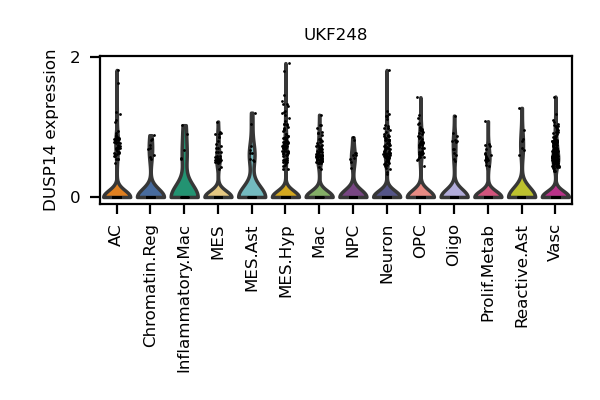 UKF248
DUSP14 expression
2
0
AC
Chromatin.Reg
Inflammatory.Mac
MES
MES.Ast
MES.Hyp
Mac
NPC
Neuron
OPC
Oligo
Prolif.Metab
Reactive.Ast
Vasc